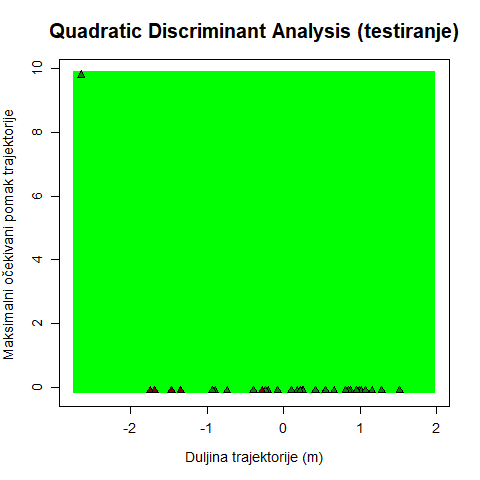 Quadratic Discriminant Analysis (testiranje)
Maksimalni očekivani pomak trajektorije
10
8
6
4
2
0
-2 -1 0 1 2
Duljina trajektorije (m)